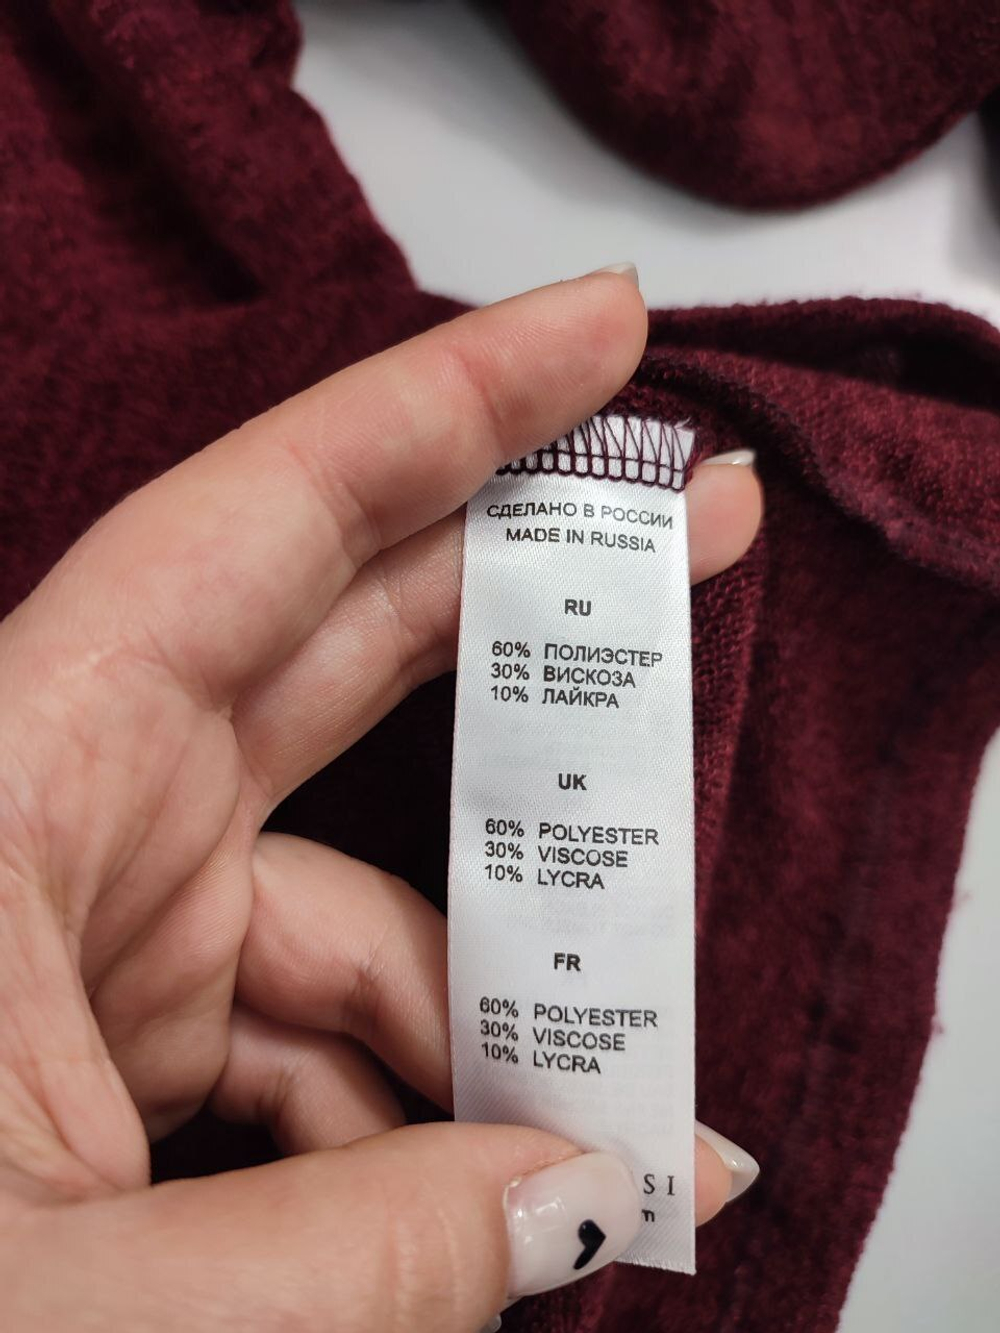 СДЕЛАНО В РОССИИ
MADE IN RUSSIA
RU
60% ПОЛИЭСТЕР
30% ВИСКОЗА
10% ЛАЙКРА
UK
60% POLYESTER
30% VISCOSE
10% LYCRA
FR
60% POLYESTER
30% VISCOSE
10% LYCRA
SI
m